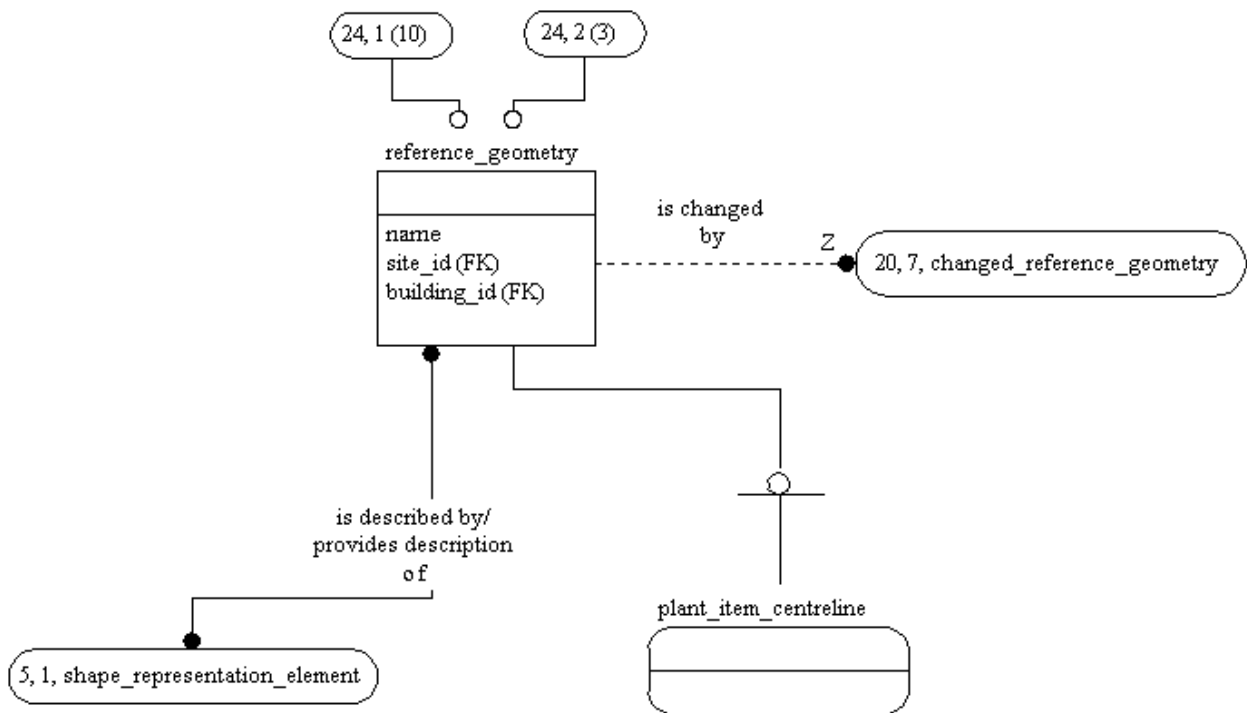 24, 1 (10)
24, 2 (3)
reference_geometry
name
site_id (FK)
building_id (FK)
is changed
by
Z
20, 7, changed_reference_geometry
is described by/
provides description
of
plant_item_centreline
5, 1, shape_representation_element